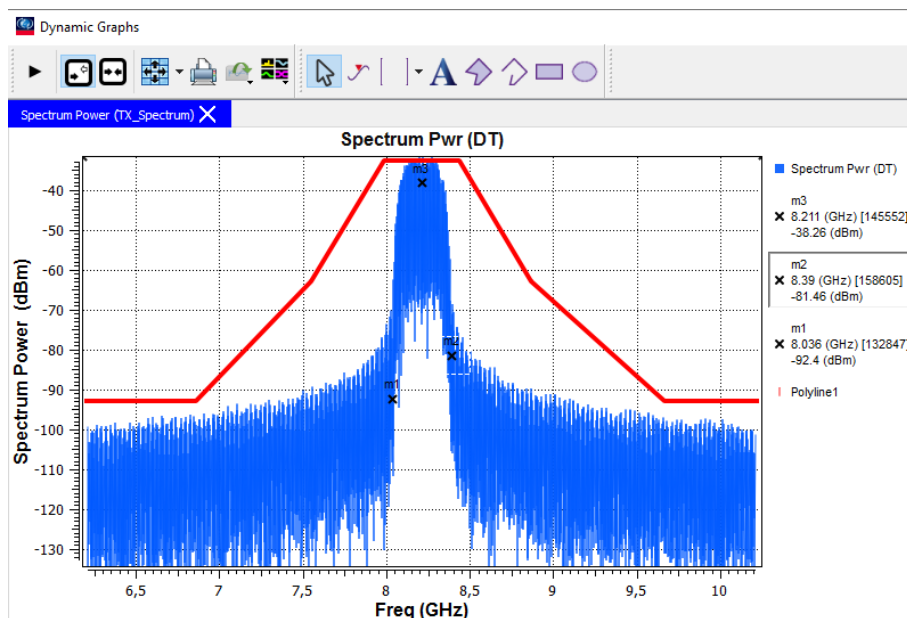 Dynamic Graphs
A
Spectrum Power (TX_Spectrum)
Spectrum Pwr (DT)
Spectrum Power (dBm)
-40
-50
-60
-70
-80
-90
-100
-110
-120
-130
m3
m2
m1
6,5
7
7,5
8
8,5
9
9,5
10
Freq (GHz)
Spectrum Pwr (DT)
m3
8.211 (GHz) [145552]
-38.26 (dBm)
m2
8.39 (GHz) [158605]
-81.46 (dBm)
m1
8.036 (GHz) [132847]
-92.4 (dBm)
Polyline1